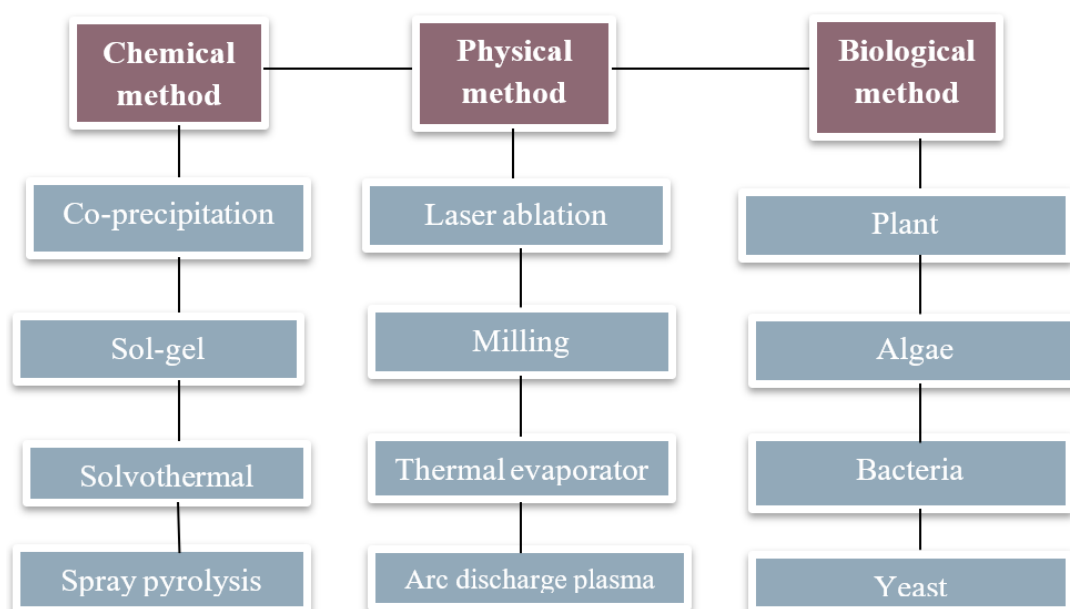 Chemical
method
Physical
method
Biological
method
Co-precipitation
Laser ablation
Plant
Sol-gel
Milling
Algae
Solvothermal
Thermal evaporator
Bacteria
Spray pyrolysis
Arc discharge plasma
Yeast